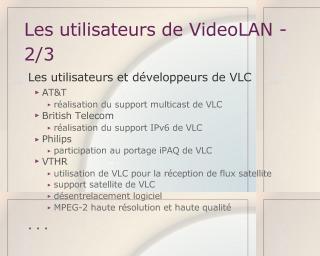 Les utilisateurs de VideoLAN -
2/3
Les utilisateurs et développeurs de VLC
AT&T
réalisation du support multicast de VLC
British Telecom
réalisation du support IPv6 de VLC
Philips
participation au portage iPAQ de VLC
VTHR
utilisation de VLC pour la réception de flux satellite
support satellite de VLC
désentrelacement logiciel
MPEG-2 haute résolution et haute qualité
...